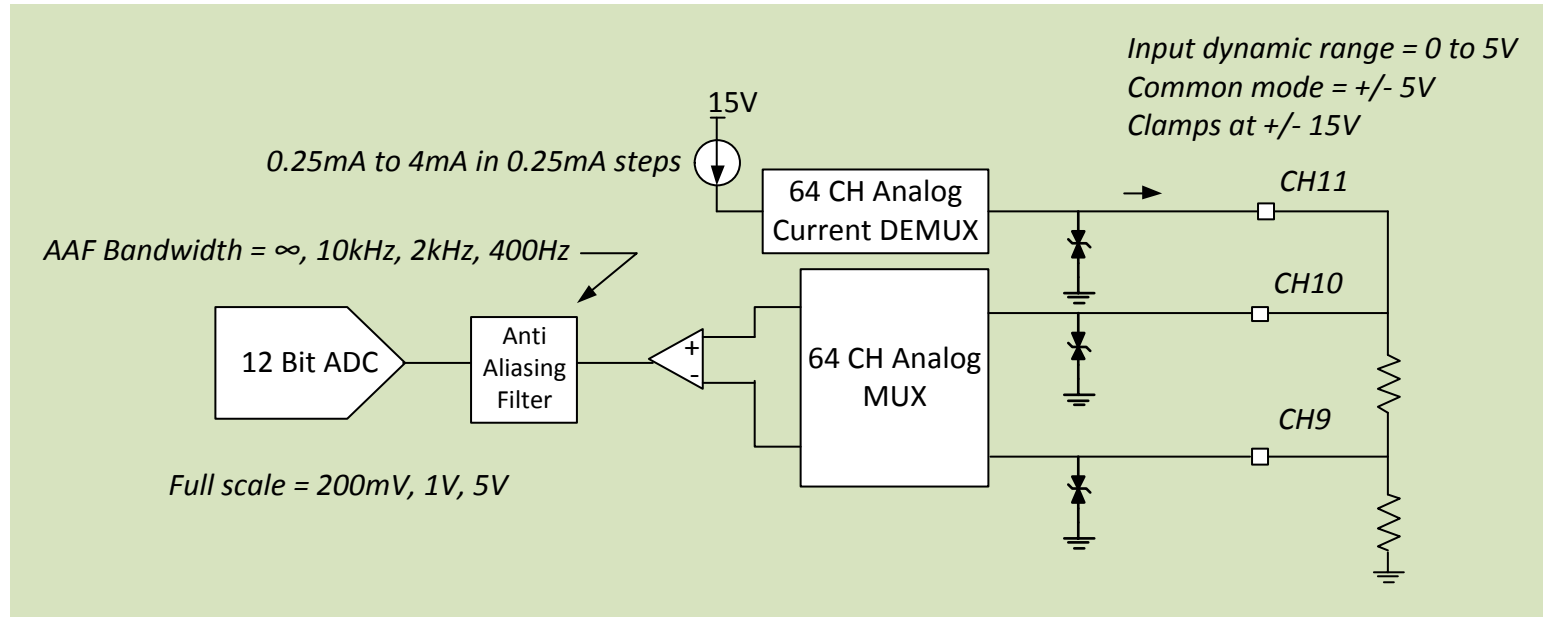 Input dynamic range = 0 to 5V
Common mode = +/- 5V
Clamps at +/- 15V
15V
0.25mA to 4mA in 0.25mA steps
64 CH Analog
Current DEMUX
CH11
AAF Bandwidth = ∞, 10kHz, 2kHz, 400Hz
CH10
12 Bit ADC
Anti
Aliasing
Filter
+
-
64 CH Analog
MUX
CH9
Full scale = 200mV, 1V, 5V